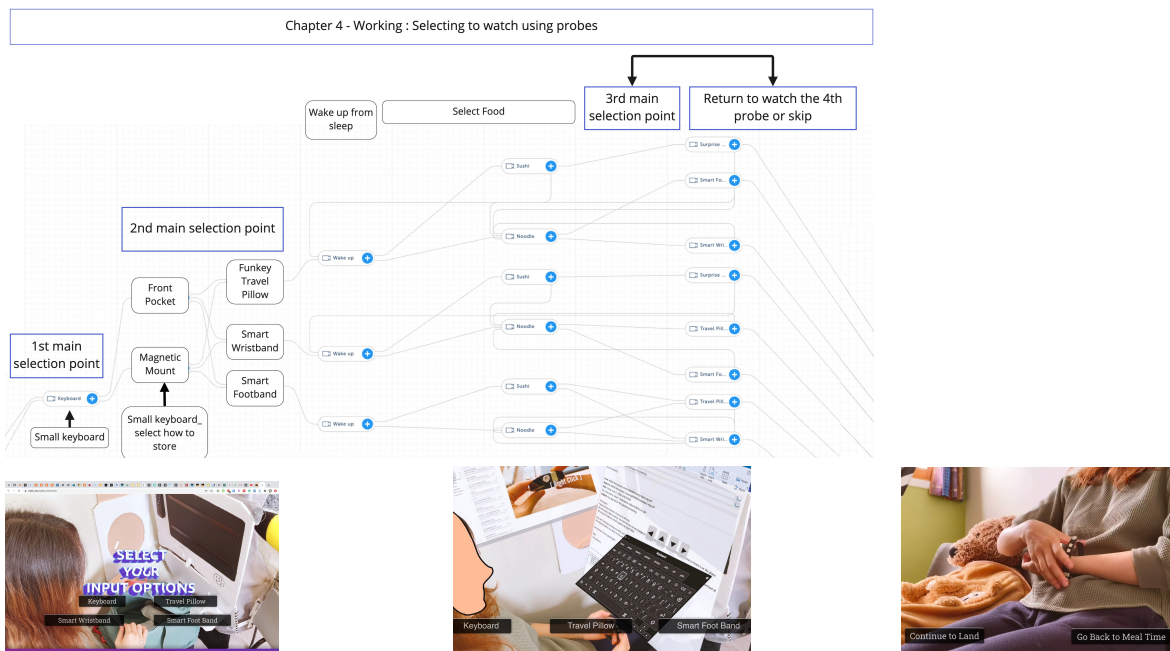 Chapter 4 - Working : Selecting to watch using probes
Wake up from
sleep
Select Food
3rd main
selection point
Return to watch the 4th
probe or skip
Surprise ...
Sushi
Smart Fo...
2nd main selection point
Noodle
Smart Wri...
Wake up
Funkey
Travel
Pillow
Front
Pocket
Sushi
Surprise ...
1st main
selection point
Smart
Wristband
Noodle
Travel Pill...
Magnetic
Mount
Wake up
Smart
Footband
Smart Fo...
Sushi
Keyboard
Travel Pill...
Small keyboard_
select how to
store
Small keyboard
Wake up
Noodle
Smart Wri...
SELECT
YOUR
INPUT OPTIONS
Keyboard
Travel Pillow
Smart Wristband
Smart Foot Band
Keyboard
Travel Pillow
Smart Foot Band
Continue to Land
Go Back to Meal Time